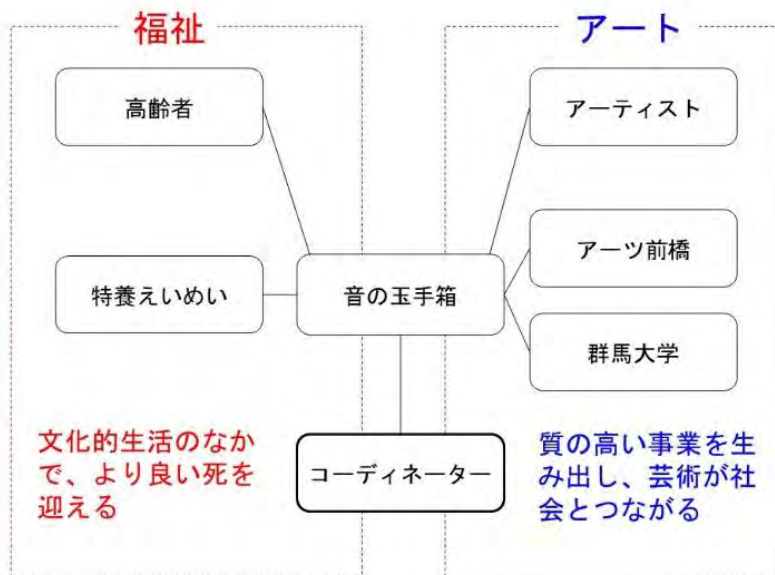 福祉
アート
高齢者
アーティスト
アーツ前橋
特養えいめい
音の玉手箱
群馬大学
文化的生活のなか
で、より良い死を
迎える
コーディネーター
質の高い事業を生
み出し、芸術が社
会とつながる